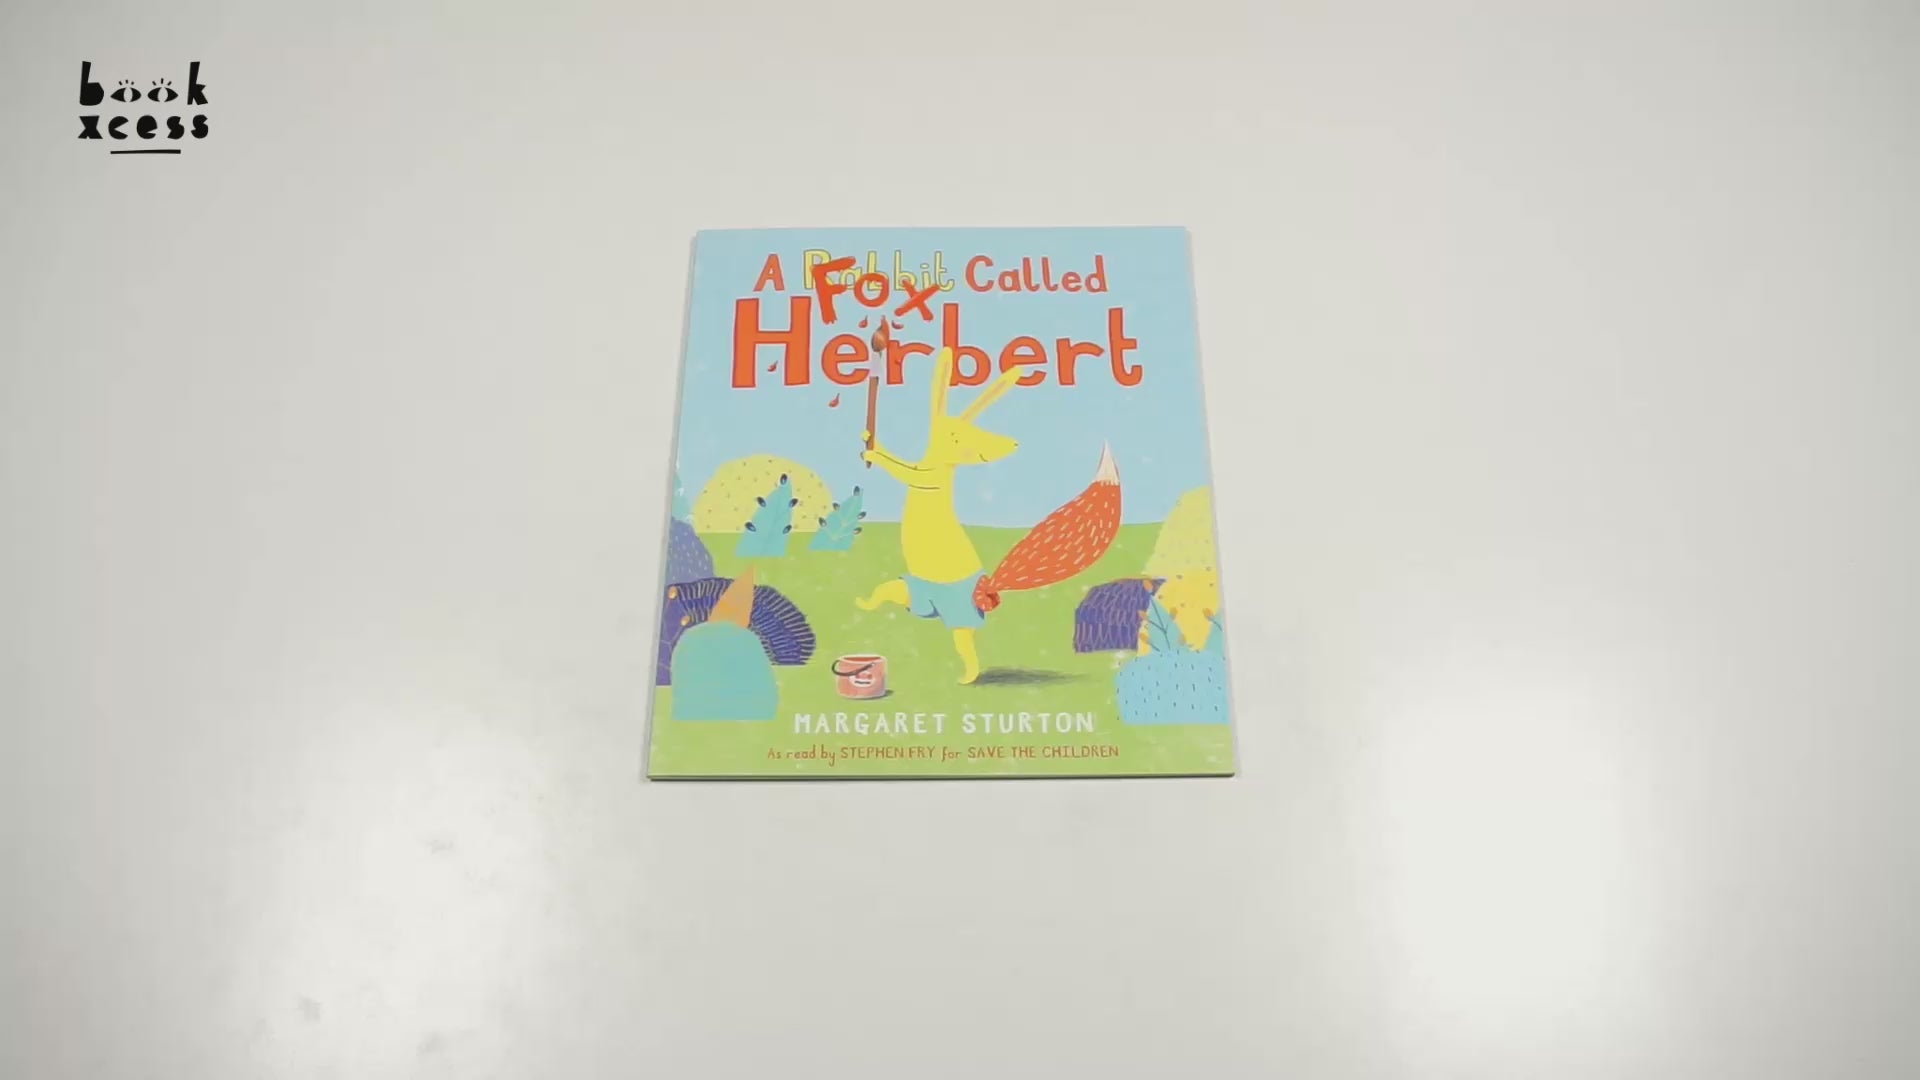 book
xcess
A Rabbit Called
Fox
Herbert
MARGARET STURTON
As read by STEPHEN FRY for SAVE THE CHILDREN